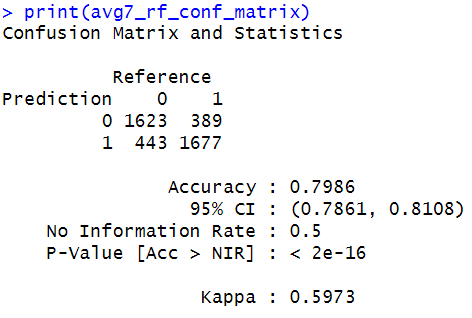 > print(avg7_rf_conf_matrix)
Confusion Matrix and Statistics
Reference
Prediction 0 1
0 1623 389
1 443 1677
Accuracy : 0.7986
95% CI : (0.7861, 0.8108)
No Information Rate : 0.5
P-Value [Acc > NIR] : < 2e-16
Kappa : 0.5973